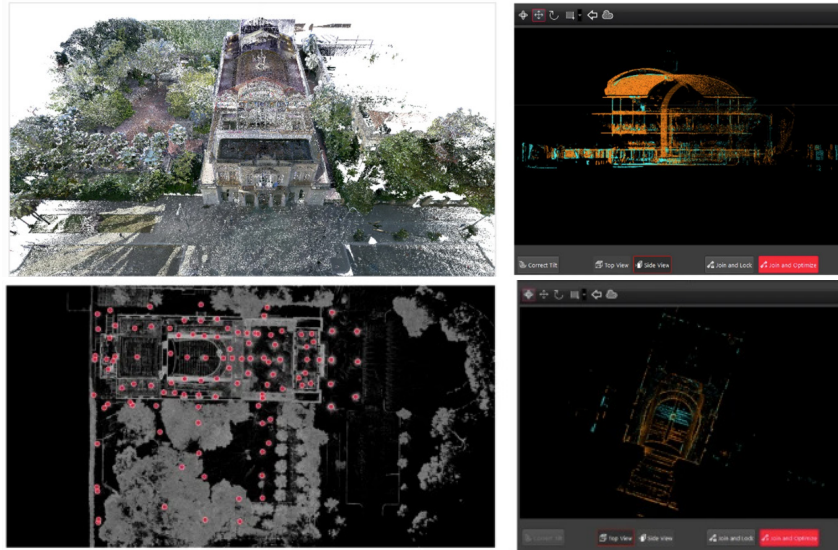 Correct Tilt
Top View
Side View
Join and Lock
Join and Optimize
Correct Tilt
Top View
Side View
Join and Lock
Join and Optimize